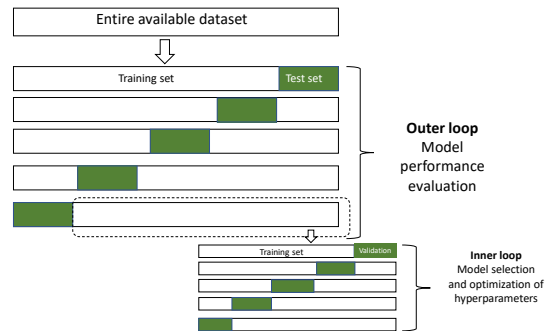 Entire available dataset
Training set
Test set
Outer loop
Model
performance
evaluation
Training set
Validation
Inner loop
Model selection
and optimization of
hyperparameters